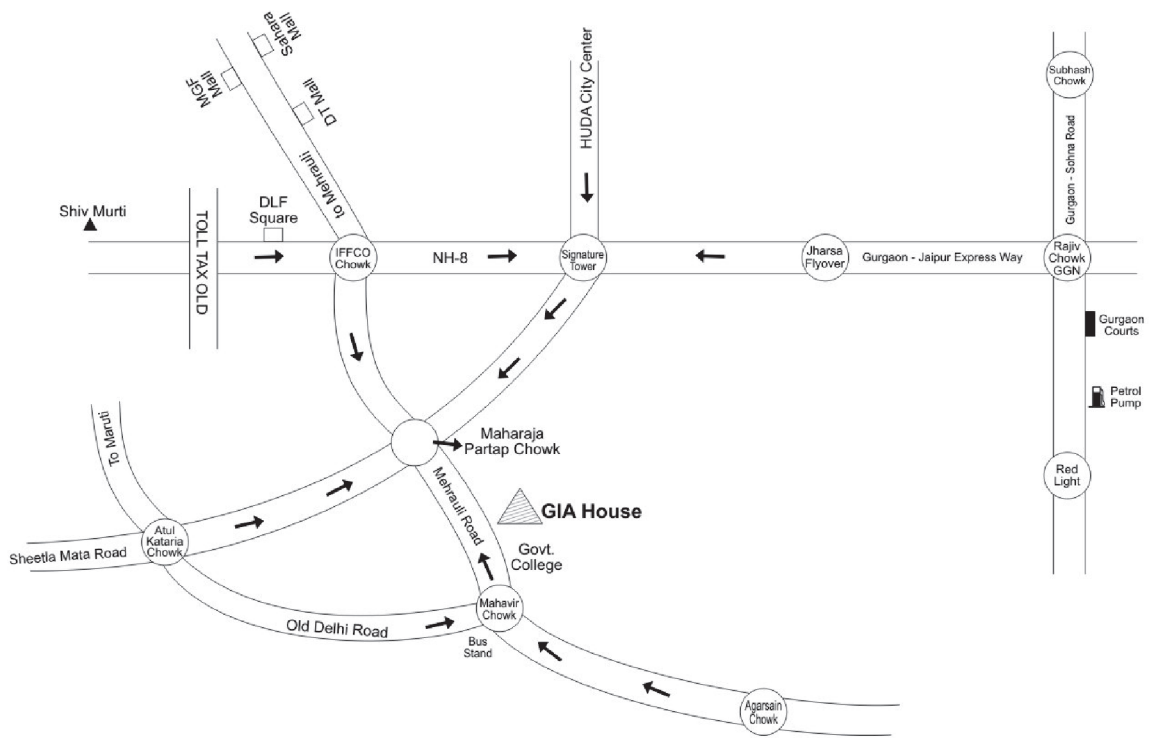 Sahara
Mall
MGF
Mall
DT Mall
to Mehrauli
HUDA City Center
Subhash
Chowk
Gurgaon - Sohna Road
Shiv Murti
TOLL TAX OLD
DLF
Square
IFFCO
Chowk
NH-8
Signature
Tower
Jharsa
Flyover
Gurgaon - Jaipur Express Way
Rajiv
Chowk
GGN
Gurgaon
Courts
Petrol
Pump
Red
Light
To Maruti
Maharaja
Partap Chowk
Mehrauli Road
GIA House
Govt.
College
Atul
Kataria
Chowk
Sheetla Mata Road
Old Delhi Road
Mahavir
Chowk
Bus
Stand
Agarsain
Chowk